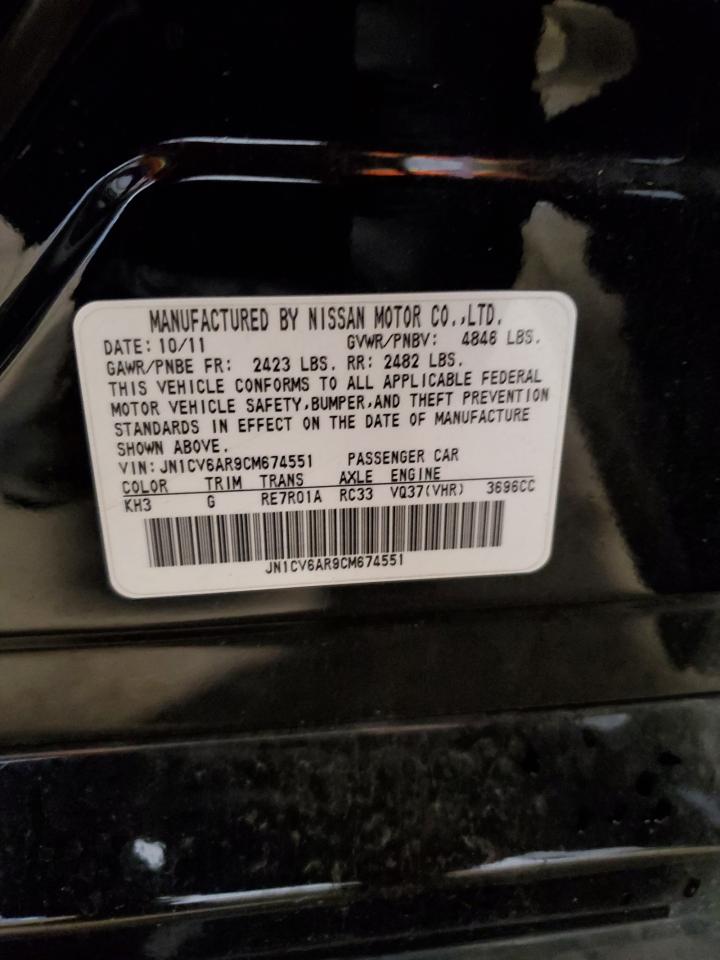 MANUFACTURED BY NISSAN MOTOR CO.,LTD.
DATE: 10/11 GVWR/PNBV: 4846 LBS.
GAWR/PNBE FR: 2423 LBS. RR: 2482 LBS.
THIS VEHICLE CONFORMS TO ALL APPLICABLE FEDERAL
MOTOR VEHICLE SAFETY,BUMPER,AND THEFT PREVENTION
STANDARDS IN EFFECT ON THE DATE OF MANUFACTURE
SHOWN ABOVE.
VIN: JN1CV6AR9CM674551 PASSENGER CAR
COLOR TRIM TRANS AXLE ENGINE
KH3 G RE7R01A RC33 VQ37(VHR) 3696CC
JN1CV6AR9CM674551